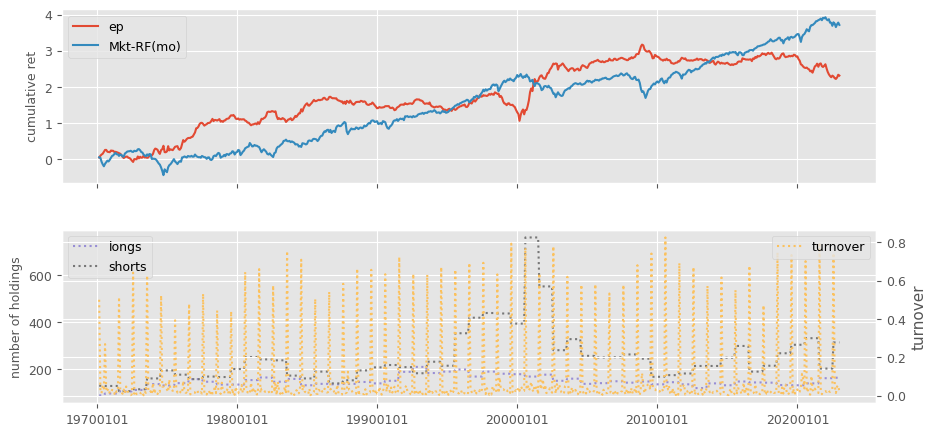 4
3
2
1
0
cumulative ret
ep
Mkt-RF(mo)
number of holdings
600
400
200
longs
shorts
turnover
0.8
0.6
0.4
0.2
0.0
turnover
19700101
19800101
19900101
20000101
20100101
20200101